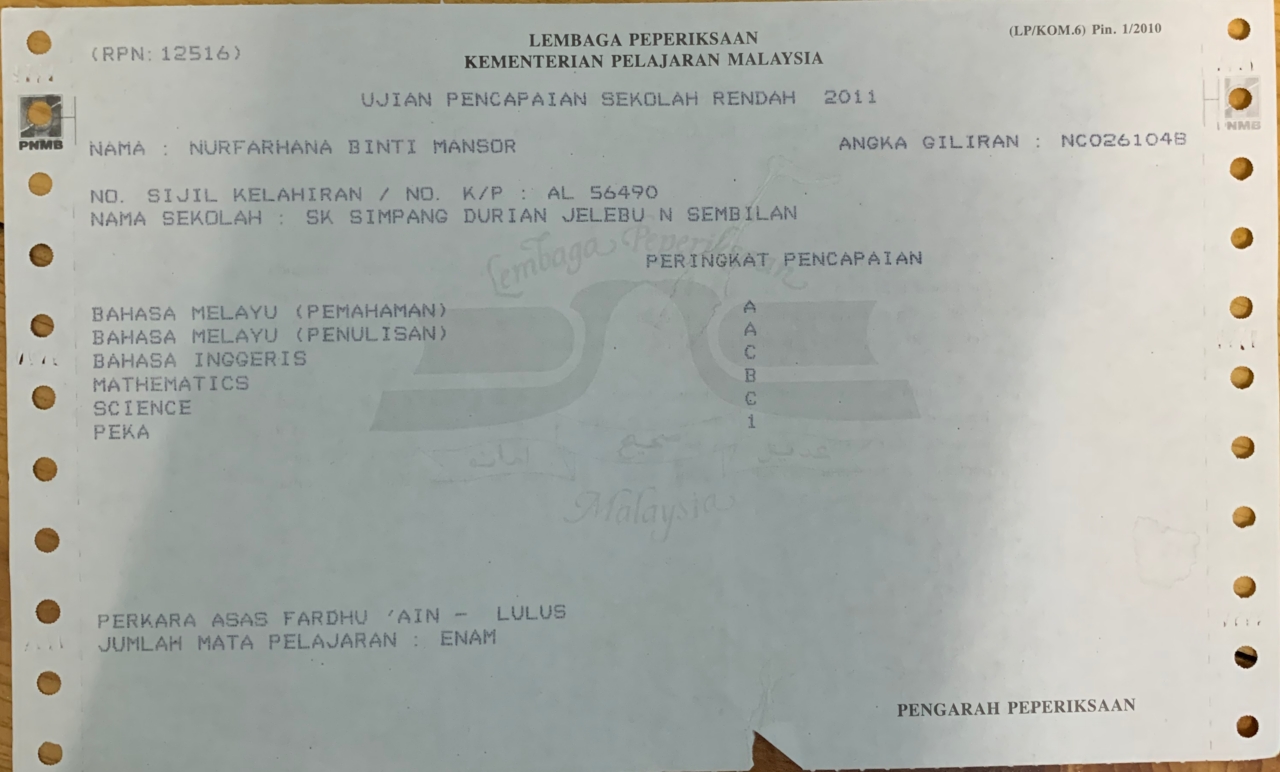 (LP/KOM.6) Pin. 1/2010
LEMBAGA PEPERIKSAAN
(RPN: 12516)
KEMENTERIAN PELAJARAN MALAYSIA
UJIAN PENCAPAIAN SEKOLAH RENDAH 2011
PNMB
PNMB
NAMA : NURFARHANA BINTI MANSOR ANGKA GILIRAN : NC026104B
NO. SIJIL KELAHIRAN / NO. K/P : AL 56490
NAMA SEKOLAH : SK SIMPANG DURIAN JELEBU N SEMBILAN
Lembaga Peperiksaan
PERINGKAT PENCAPAIAN
BAHASA MELAYU (PEMAHAMAN) A
BAHASA MELAYU (PENULISAN) A
BAHASA INGGERIS C
MATHEMATICS B
SCIENCE C
PEKA 1
Malaysia
PERKARA ASAS FARDHU 'AIN - LULUS
JUMLAH MATA PELAJARAN : ENAM
PENGARAH PEPERIKSAAN